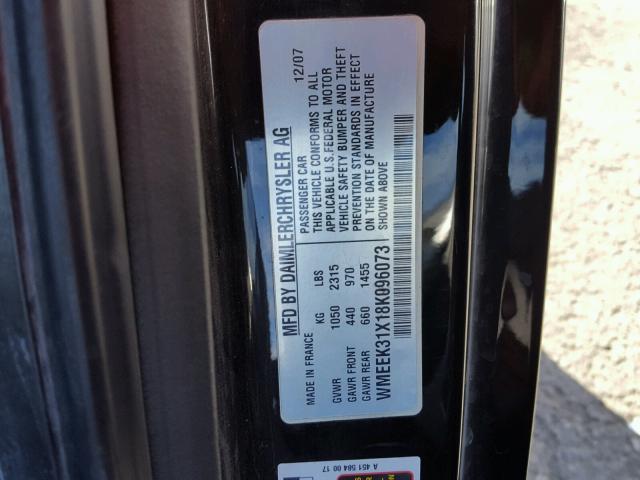 MFD BY DAIMLERCHRYSLER AG 12/07
PASSENGER CAR
THIS VEHICLE CONFORMS TO ALL
APPLICABLE U.S.FEDERAL MOTOR
VEHICLE SAFETY BUMPER AND THEFT
PREVENTION STANDARDS IN EFFECT
ON THE DATE OF MANUFACTURE
SHOWN ABOVE
MADE IN FRANCE KG LBS
GVWR 1050 2315
GAWR FRONT 440 970
GAWR REAR 660 1455
WMEEK31X18K096073
A 451 584 00 17